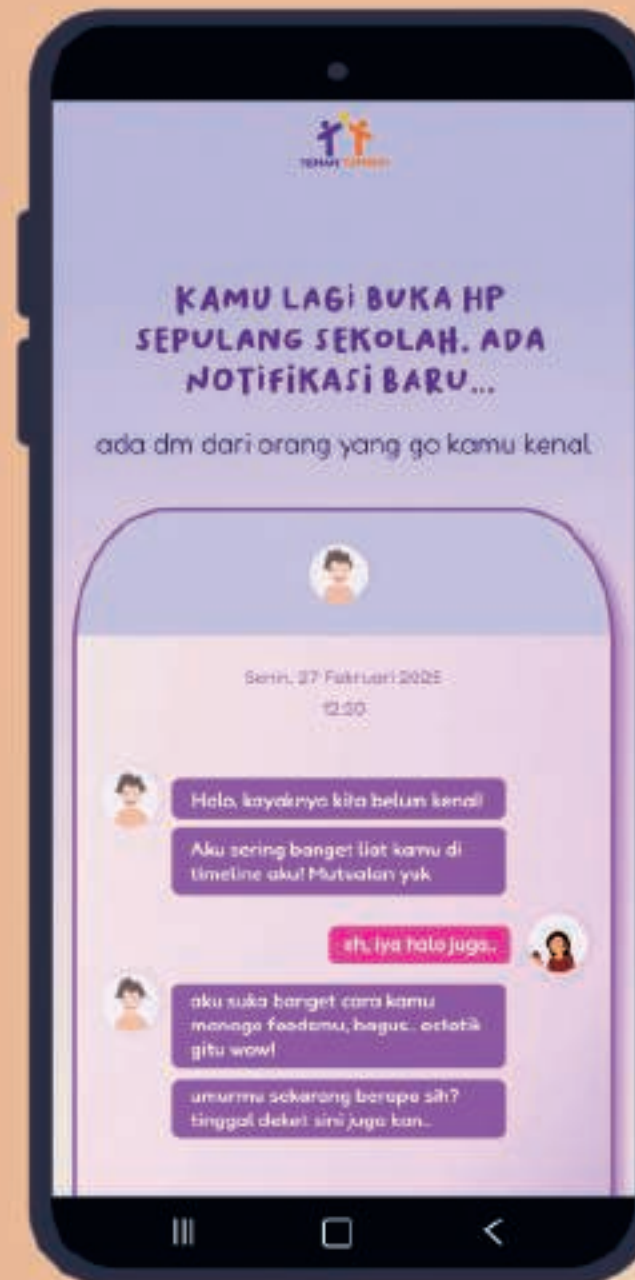 KAMU LAGI BUKA HP
SEPULANG SEKOLAH. ADA
NOTIFIKASI BARU...
ada dm dari orang yang ga kamu kenal
Senin, 27 Februari 2025
12:20
Halo, kayaknya kita belum kenal!
Aku sering banget liat kamu di
timeline aku! Mutualan yuk
eh, iya halo juga..
aku suka banget cara kamu
manage feedsmu, bagus.. estetik
gitu wow!
umurmu sekarang berapa sih?
tinggal deket sini juga kan..